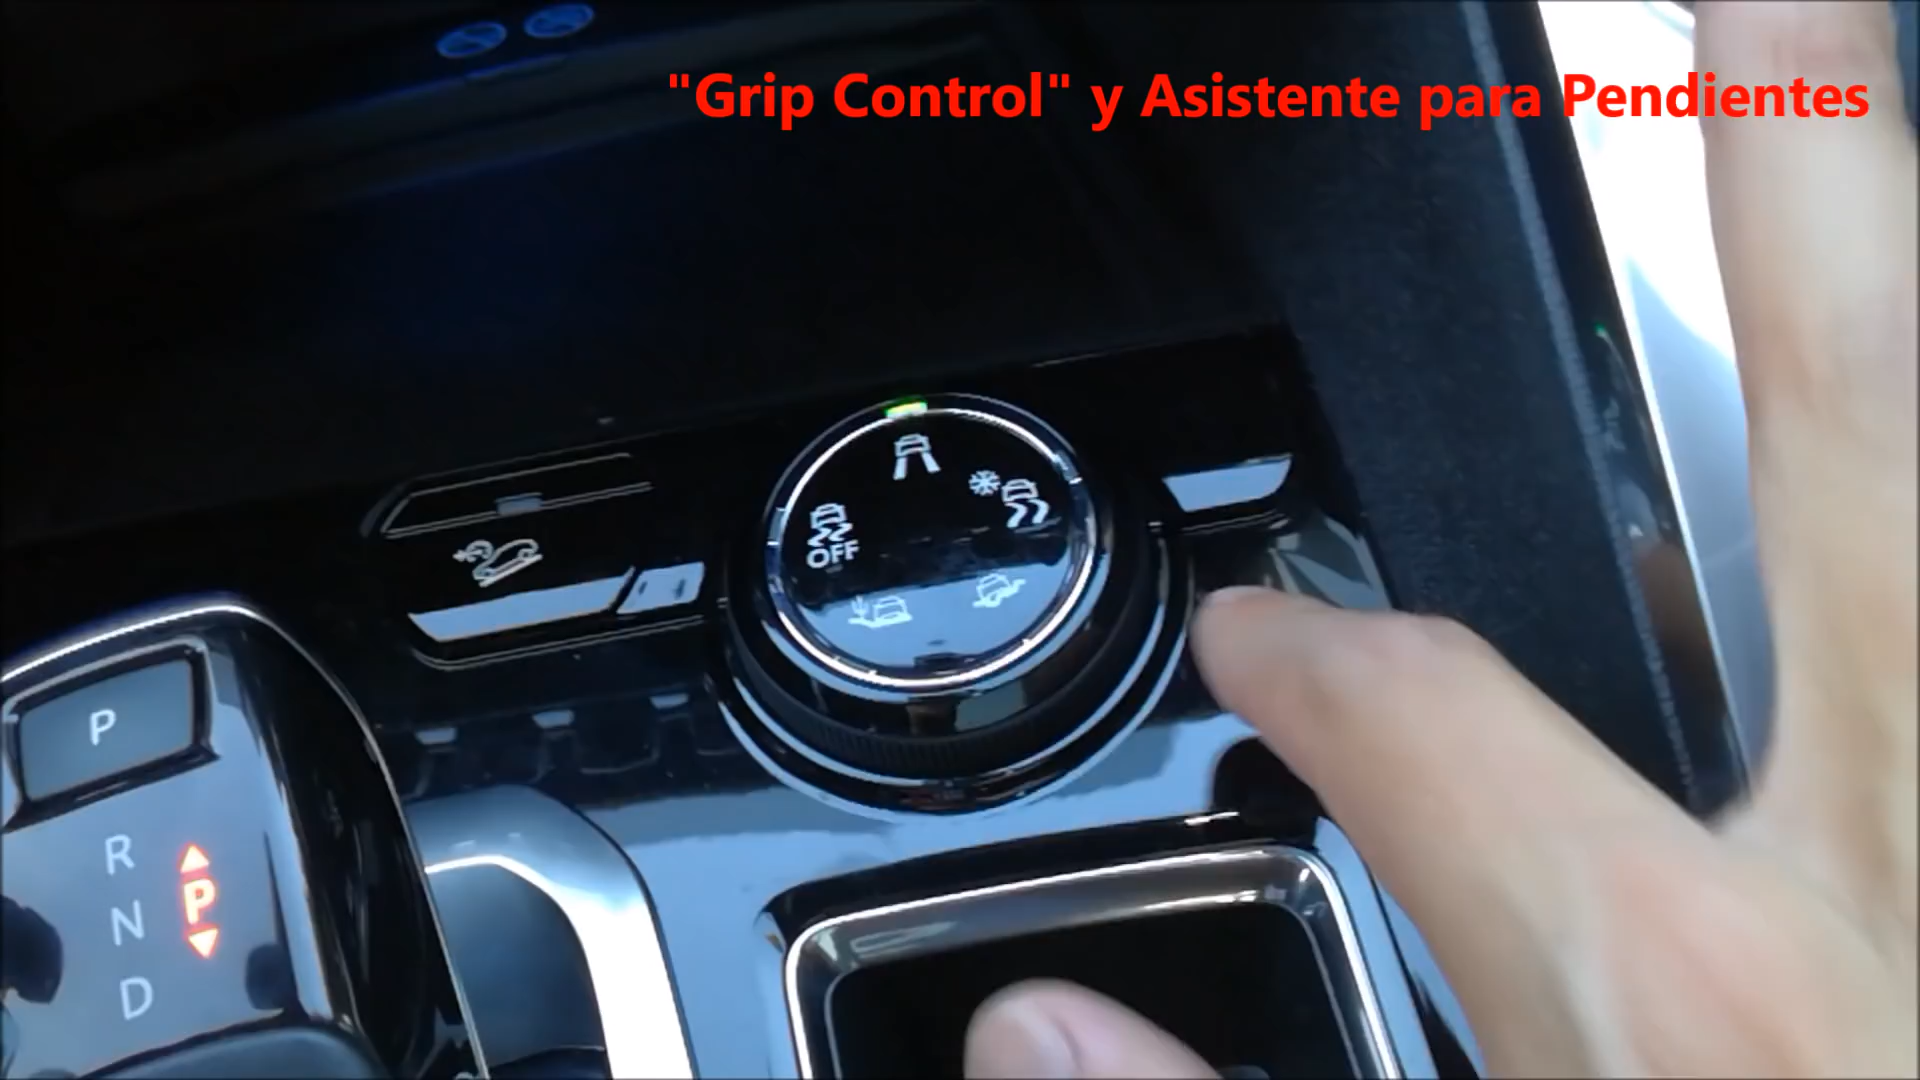 "Grip Control" y Asistente para Pendientes
OFF
P
R
N
P
D